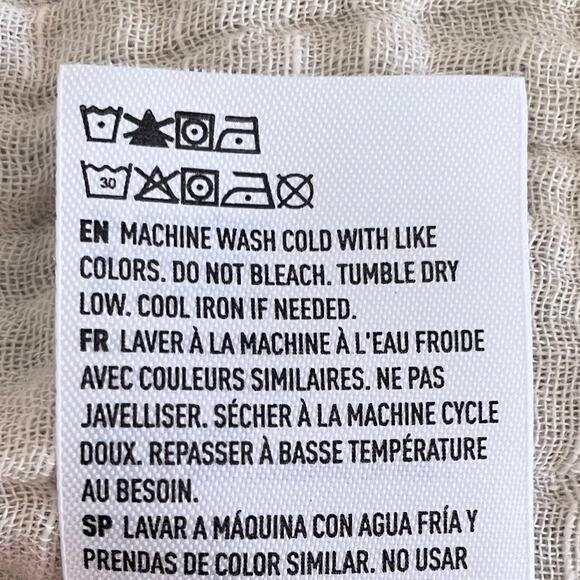 30
EN MACHINE WASH COLD WITH LIKE
COLORS. DO NOT BLEACH. TUMBLE DRY
LOW. COOL IRON IF NEEDED.
FR LAVER À LA MACHINE À L'EAU FROIDE
AVEC COULEURS SIMILAIRES. NE PAS
JAVELLISER. SÉCHER À LA MACHINE CYCLE
DOUX. REPASSER À BASSE TEMPÉRATURE
AU BESOIN.
SP LAVAR A MÁQUINA CON AGUA FRÍA Y
PRENDAS DE COLOR SIMILAR. NO USAR